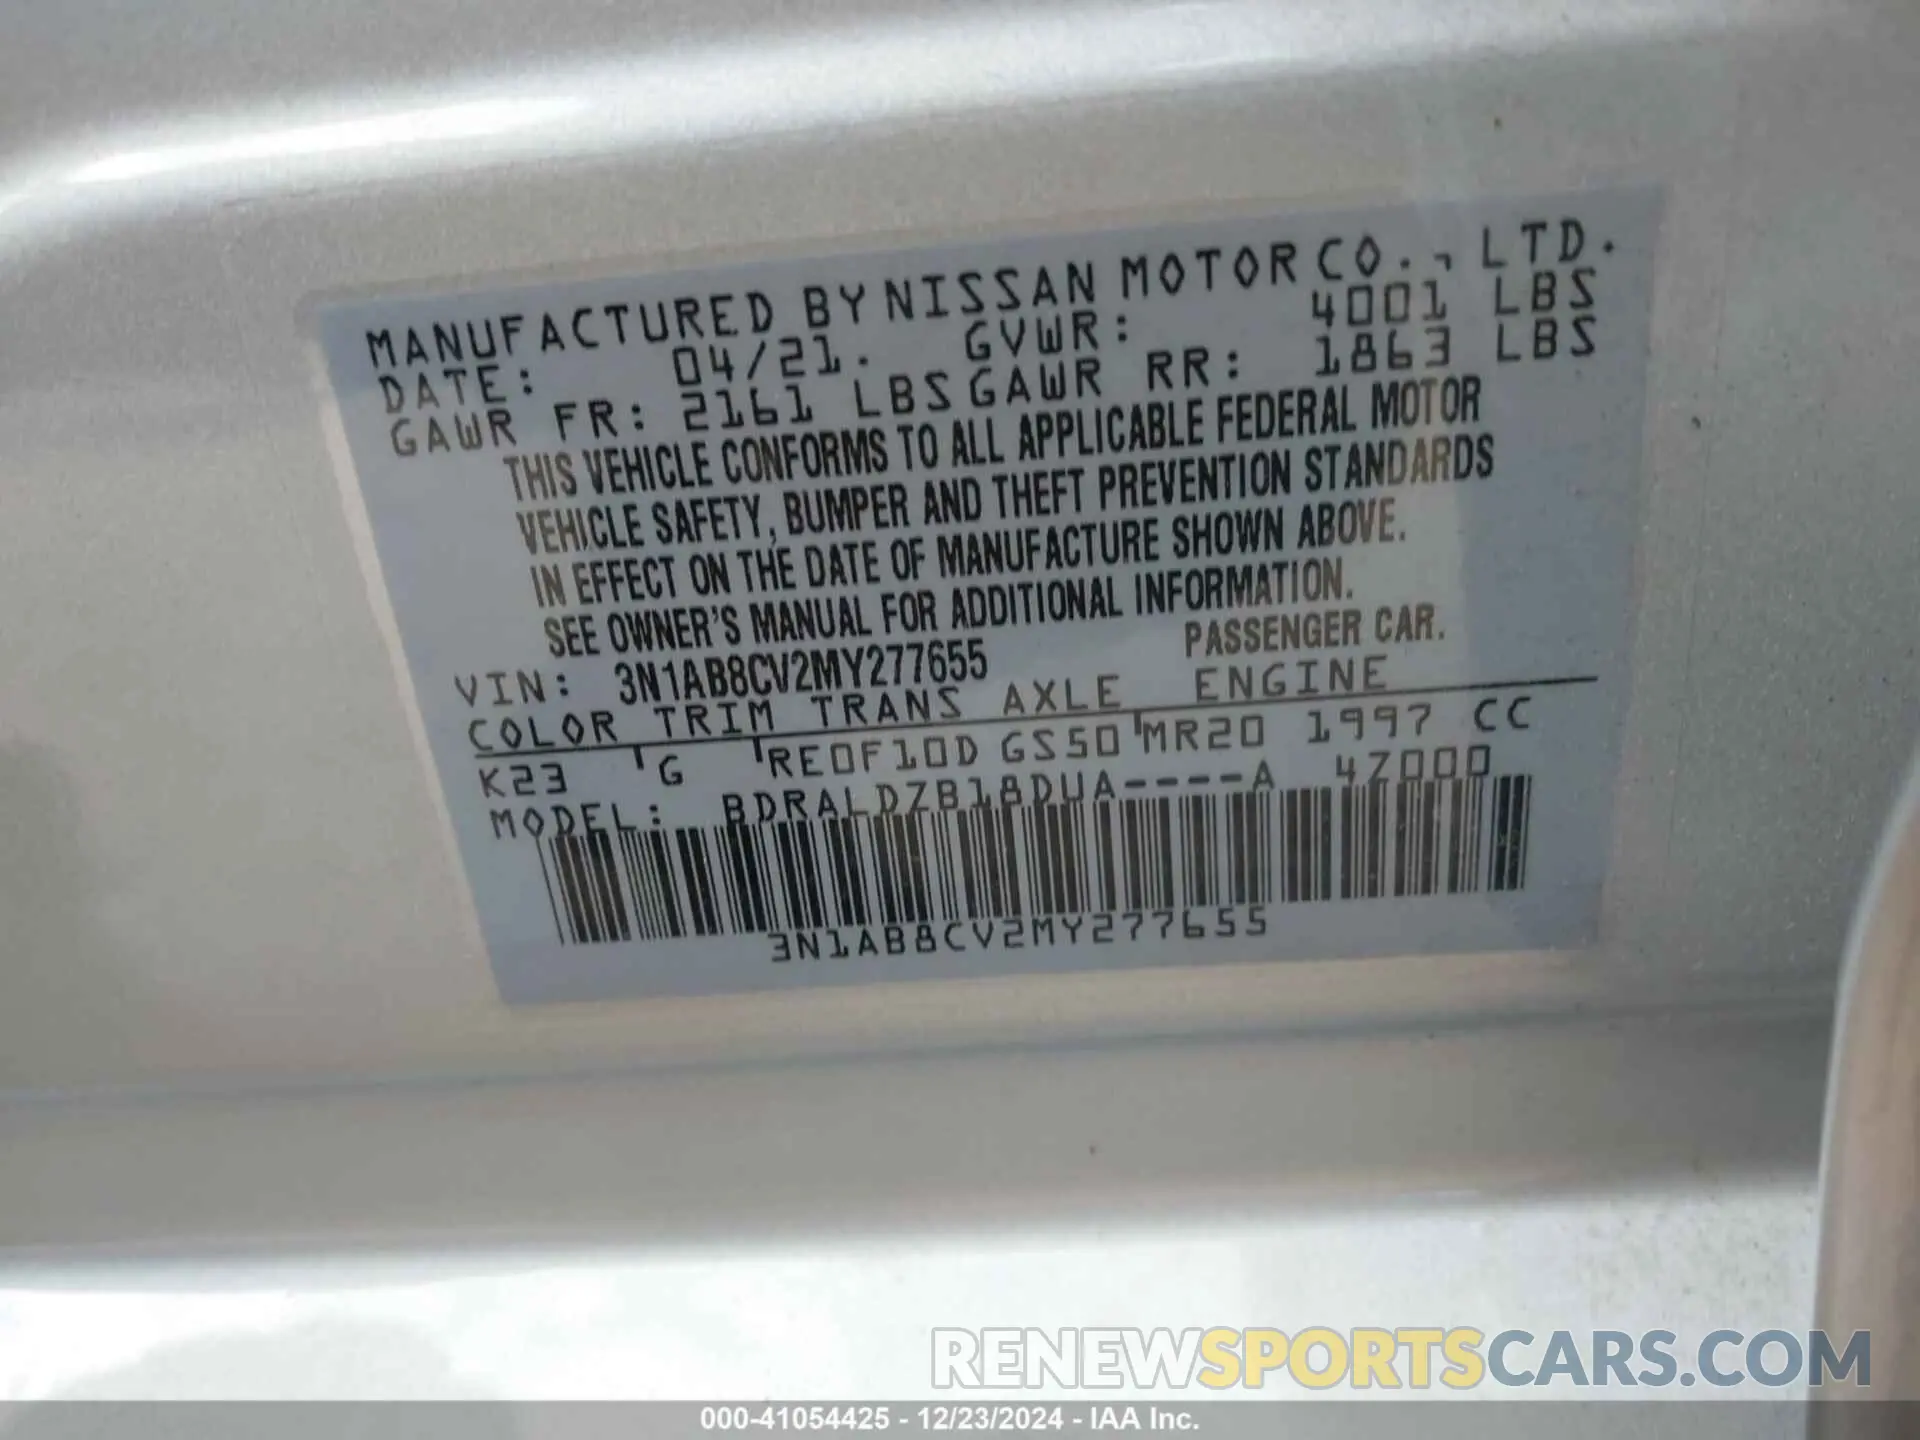 MANUFACTURED BY NISSAN MOTOR CO., LTD.
DATE: 04/21. GVWR: 4001 LBS
GAWR FR: 2161 LBS GAWR RR: 1863 LBS
THIS VEHICLE CONFORMS TO ALL APPLICABLE FEDERAL MOTOR
VEHICLE SAFETY, BUMPER AND THEFT PREVENTION STANDARDS
IN EFFECT ON THE DATE OF MANUFACTURE SHOWN ABOVE.
SEE OWNER'S MANUAL FOR ADDITIONAL INFORMATION.
VIN: 3N1AB8CV2MY277655 PASSENGER CAR.
COLOR TRIM TRANS AXLE ENGINE
K23 G RE0F10D GS50 MR20 1997 CC
MODEL: BDRALDZB18DUA----A 4Z000
3N1AB8CV2MY277655
RENEWSPORTSCARS.COM
000-41054425 - 12/23/2024 - IAA Inc.